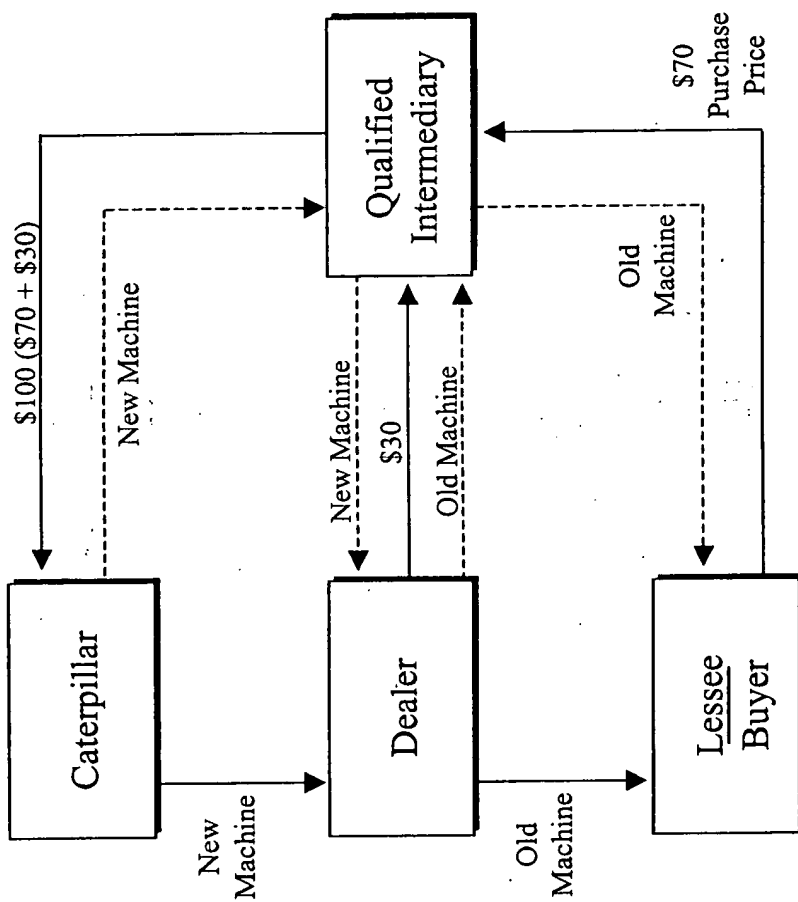 $100 ($70 + $30)
Caterpillar
New Machine
Qualified
Intermediary
New
Machine
New Machine
Dealer
$30
Old Machine
Old
Machine
Old
Machine
Lessee
Buyer
$70
Purchase
Price